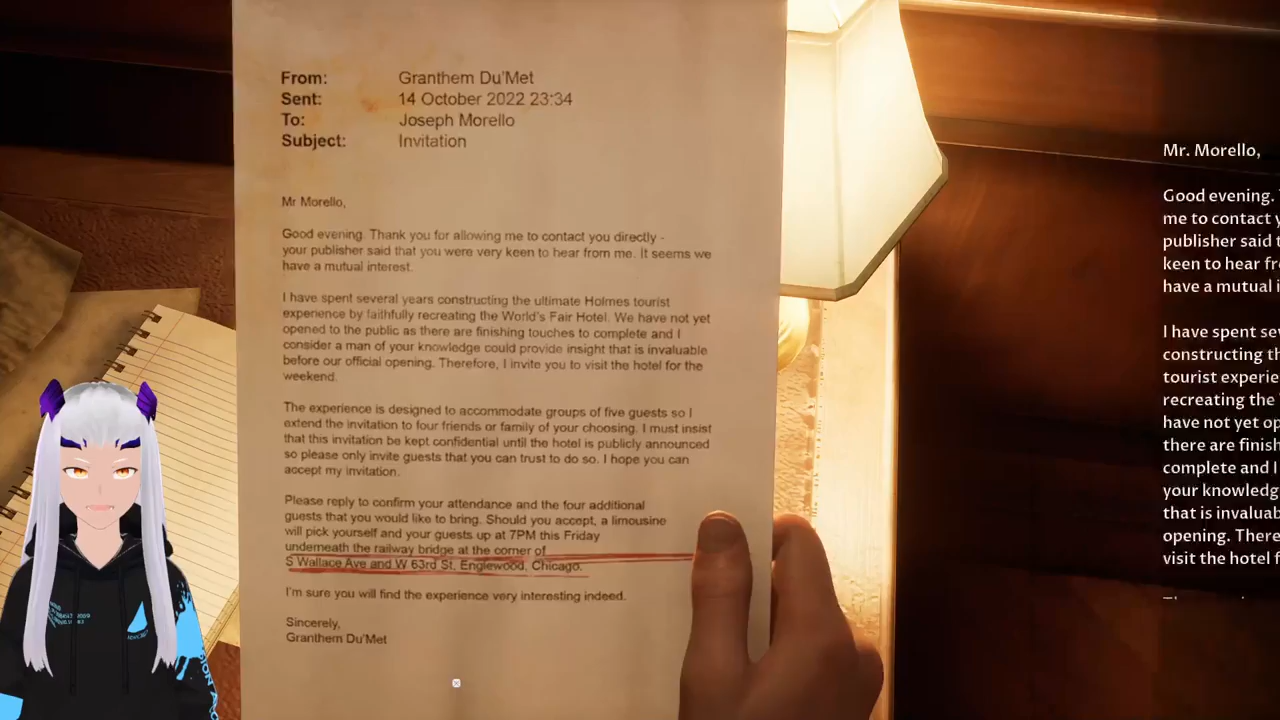 From: Granthem Du'Met
Sent: 14 October 2022 23:34
To: Joseph Morello
Subject: Invitation
Mr Morello,
Good evening. Thank you for allowing me to contact you directly -
your publisher said that you were very keen to hear from me. It seems we
have a mutual interest.
I have spent several years constructing the ultimate Holmes tourist
experience by faithfully recreating the World's Fair Hotel. We have not yet
opened to the public as there are finishing touches to complete and I
consider a man of your knowledge could provide insight that is invaluable
before our official opening. Therefore, I invite you to visit the hotel for the
weekend.
The experience is designed to accommodate groups of five guests so I
extend the invitation to four friends or family of your choosing. I must insist
that this invitation be kept confidential until the hotel is publicly announced
so please only invite guests that you can trust to do so. I hope you can
accept my invitation.
Please reply to confirm your attendance and the four additional
guests that you would like to bring. Should you accept, a limousine
will pick yourself and your guests up at 7PM this Friday
underneath the railway bridge at the corner of
S Wallace Ave and W 63rd St, Englewood, Chicago.
I'm sure you will find the experience very interesting indeed.
Sincerely,
Granthem Du'Met
Mr. Morello,
Good evening.
me to contact
publisher said
keen to hear
have a mutual
I have spent
constructing
tourist
recreating the
have not yet
there are
complete and I
your
that is
opening.
visit the hotel